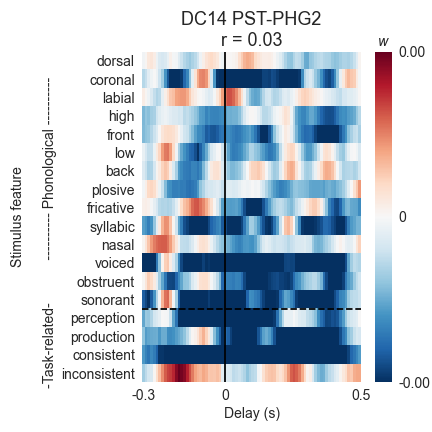 DC14 PST-PHG2
r = 0.03
w
Stimulus feature
---------- Phonological ----------
-Task-related-
dorsal
coronal
labial
high
front
low
back
plosive
fricative
syllabic
nasal
voiced
obstruent
sonorant
perception
production
consistent
inconsistent
0.00
0
-0.00
-0.3
0
0.5
Delay (s)